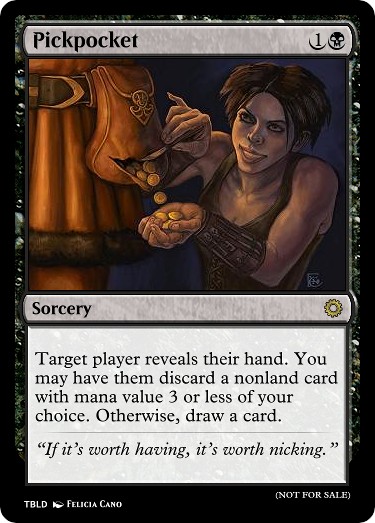 Pickpocket 1
Sorcery
Target player reveals their hand. You
may have them discard a nonland card
with mana value 3 or less of your
choice. Otherwise, draw a card.
“If it’s worth having, it’s worth nicking.”
TBLD Felicia Cano
(NOT FOR SALE)